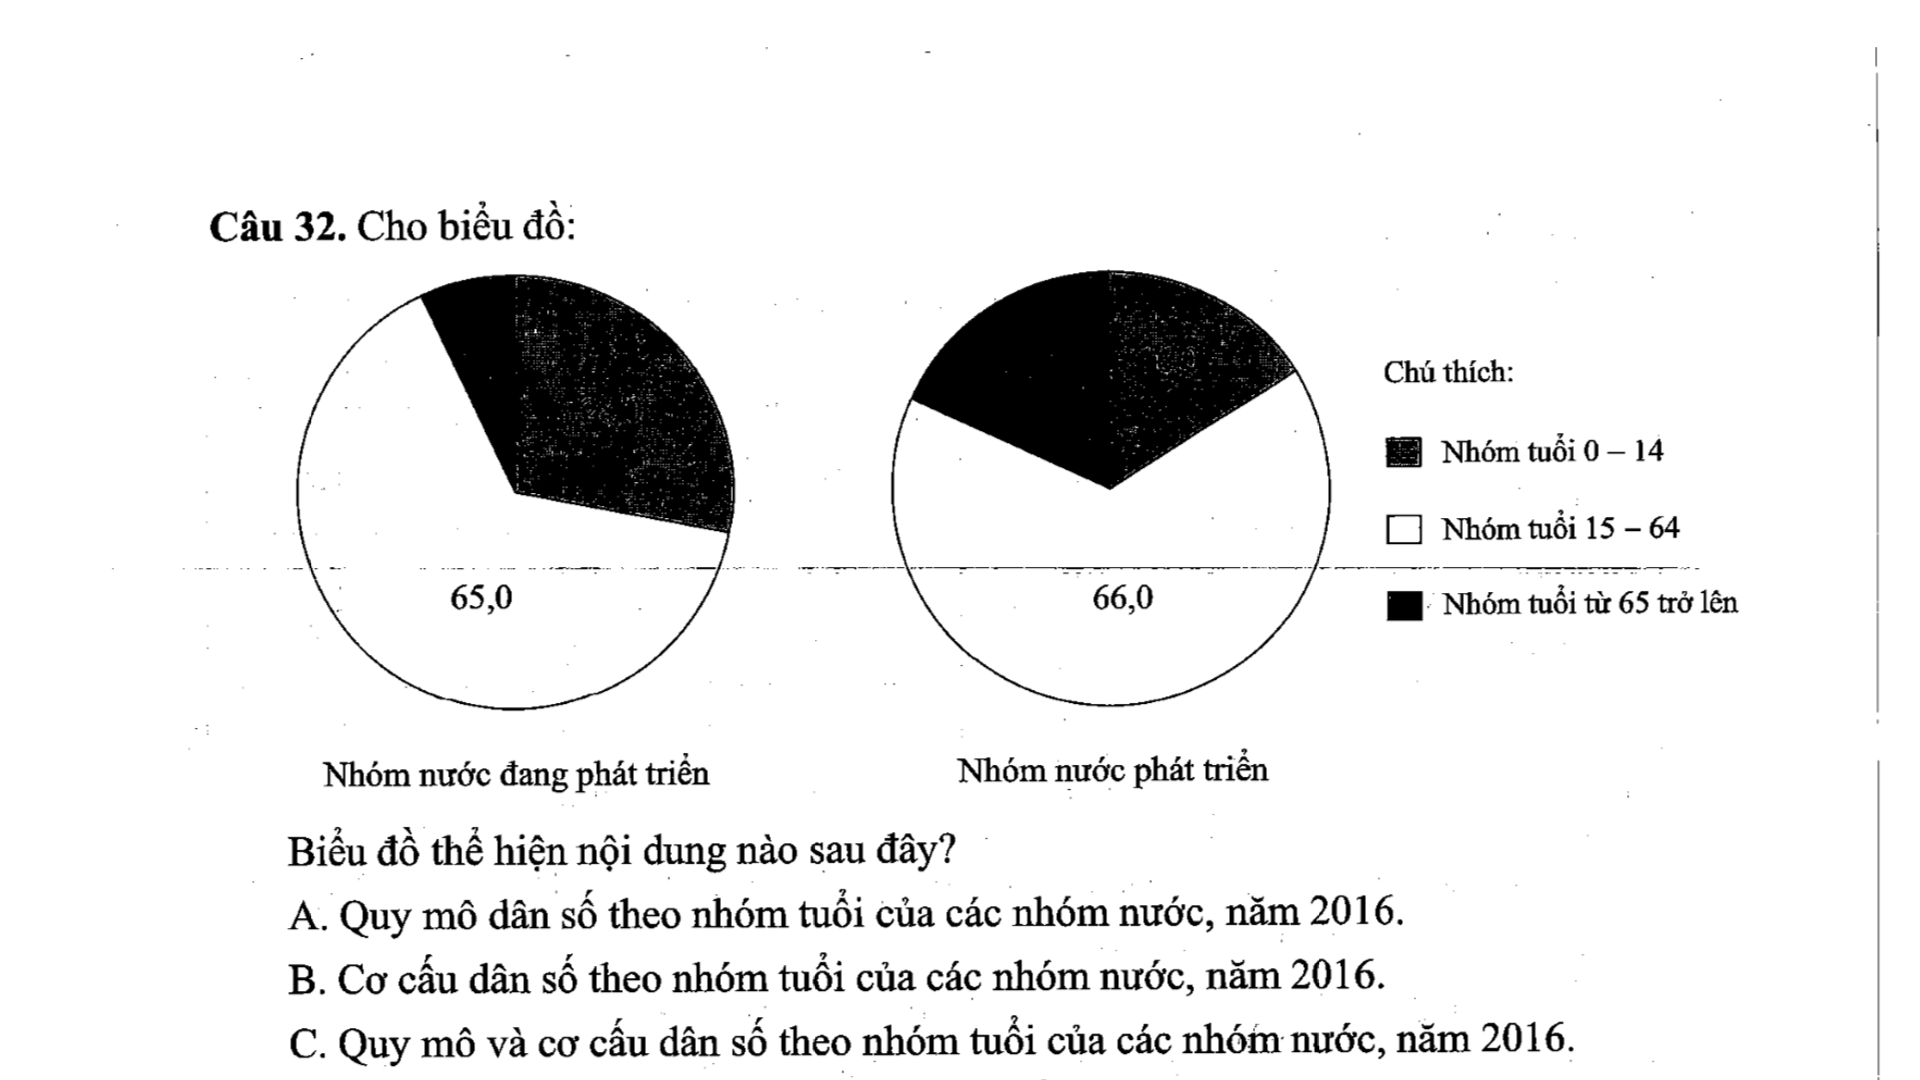 Câu 32. Cho biểu đồ:
Chú thích:
Nhóm tuổi 0 – 14
Nhóm tuổi 15 – 64
Nhóm tuổi từ 65 trở lên
65,0
66,0
Nhóm nước đang phát triển
Nhóm nước phát triển
Biểu đồ thể hiện nội dung nào sau đây?
A. Quy mô dân số theo nhóm tuổi của các nhóm nước, năm 2016.
B. Cơ cấu dân số theo nhóm tuổi của các nhóm nước, năm 2016.
C. Quy mô và cơ cấu dân số theo nhóm tuổi của các nhóm nước, năm 2016.